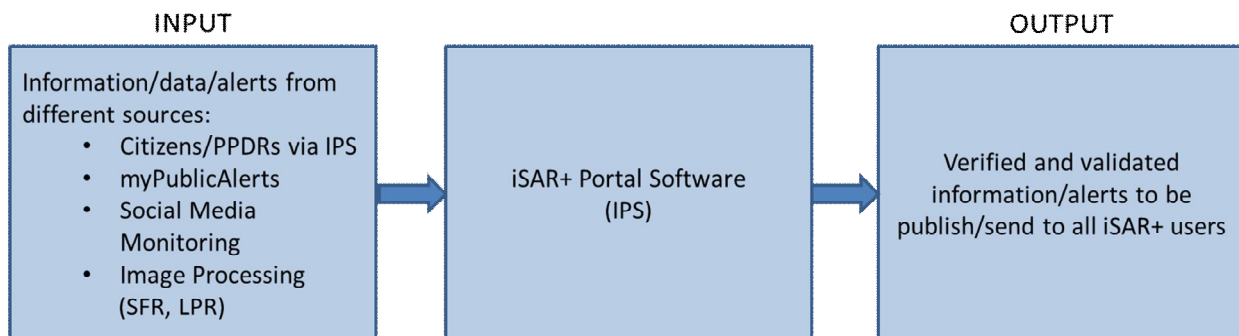 INPUT
Information/data/alerts from
different sources:
• Citizens/PPDRs via IPS
• myPublicAlerts
• Social Media
Monitoring
• Image Processing
(SFR, LPR)
iSAR+ Portal Software
(IPS)
OUTPUT
Verified and validated
information/alerts to be
publish/send to all iSAR+ users